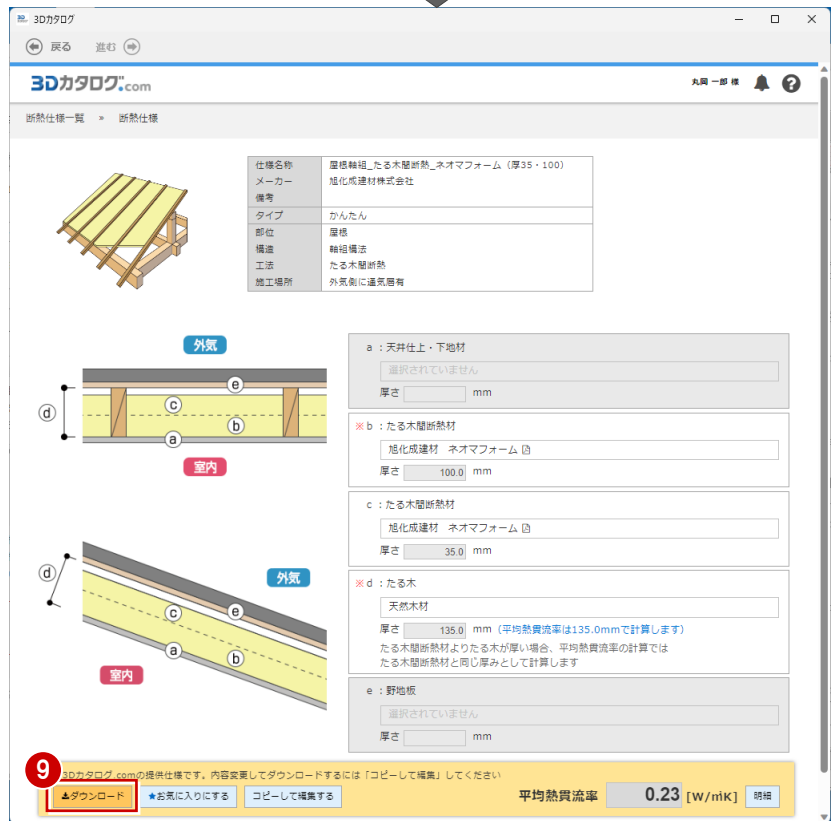 3Dカタログ
戻る 進む
3Dカタログ.com
丸岡 一郎 様
断熱仕様一覧 » 断熱仕様
仕様名称 屋根軸組_たる木間断熱_ネオマフォーム（厚35・100）
メーカー 旭化成建材株式会社
備考
タイプ かんたん
部位 屋根
構造 軸組構法
工法 たる木間断熱
施工場所 外気側に通気層有
外気
e
c
d
b
a
室内
d
外気
c
e
a
b
室内
a ：天井仕上・下地材
選択されていません
厚さ mm
※ b ：たる木間断熱材
旭化成建材 ネオマフォーム
厚さ 100.0 mm
c ：たる木間断熱材
旭化成建材 ネオマフォーム
厚さ 35.0 mm
※ d ：たる木
天然木材
厚さ 135.0 mm（平均熱貫流率は135.0mmで計算します）
たる木間断熱材よりたる木が厚い場合、平均熱貫流率の計算では
たる木間断熱材と同じ厚みとして計算します
e ：野地板
選択されていません
厚さ mm
9
3Dカタログ.comの提供仕様です。内容変更してダウンロードするには「コピーして編集」してください
ダウンロード ★お気に入りにする コピーして編集する 平均熱貫流率 0.23 [W/㎡K] 明細